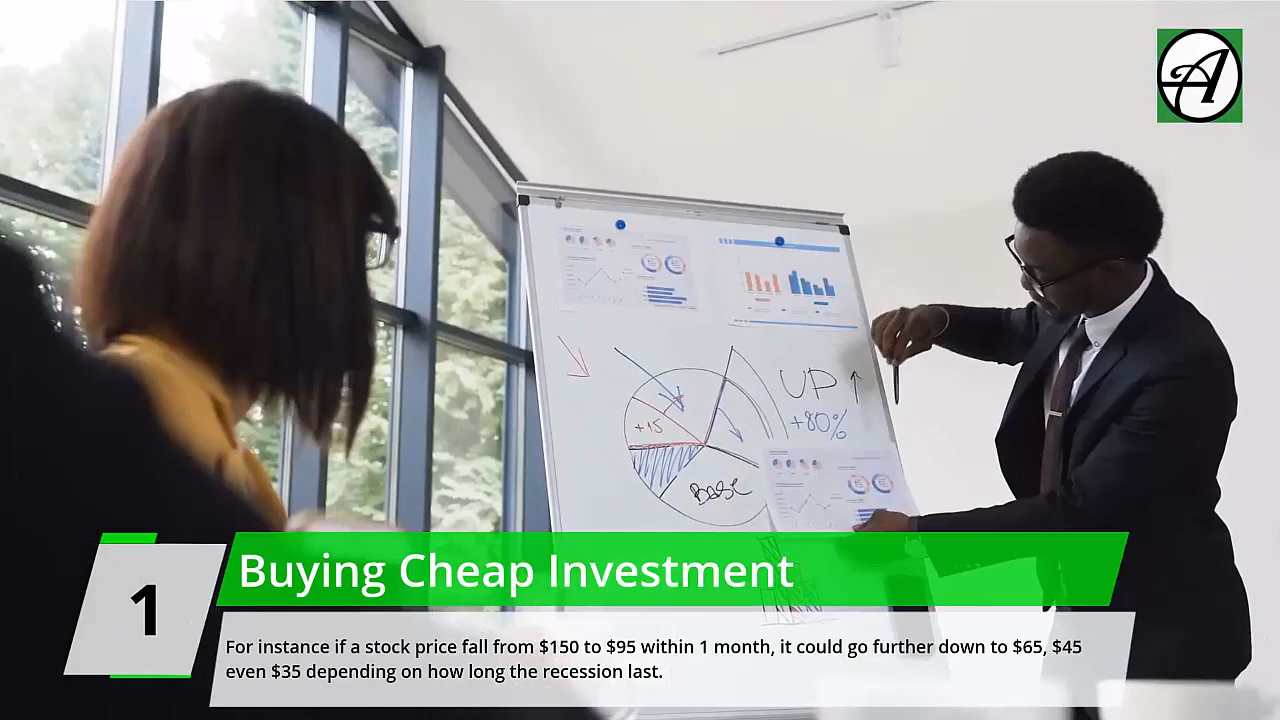 A
UP ↑
+80%
+15
BASE
1
Buying Cheap Investment
For instance if a stock price fall from $150 to $95 within 1 month, it could go further down to $65, $45
even $35 depending on how long the recession last.